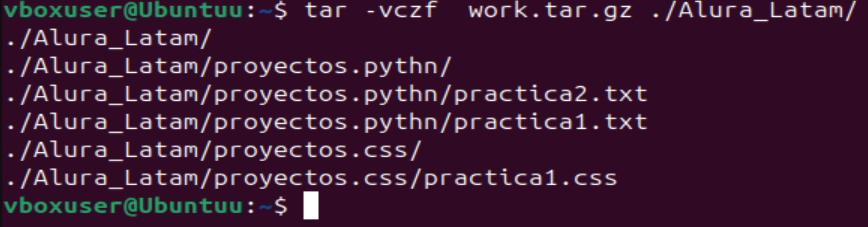 vboxuser@Ubuntuu:~$ tar -vczf  work.tar.gz ./Alura_Latam/
./Alura_Latam/
./Alura_Latam/proyectos.pythn/
./Alura_Latam/proyectos.pythn/practica2.txt
./Alura_Latam/proyectos.pythn/practica1.txt
./Alura_Latam/proyectos.css/
./Alura_Latam/proyectos.css/practica1.css
vboxuser@Ubuntuu:~$